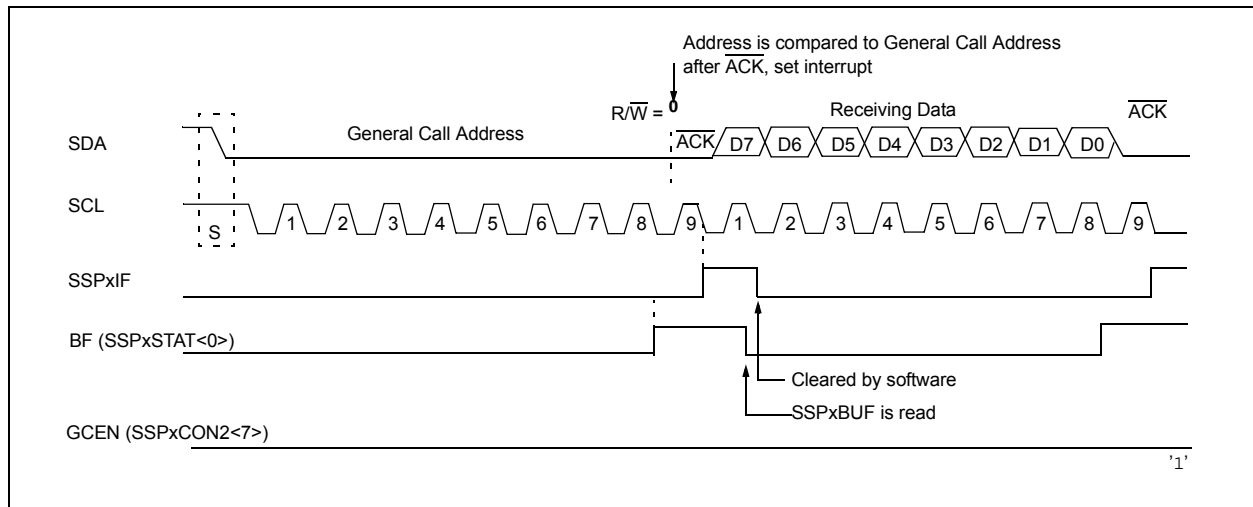 Address is compared to General Call Address
after ACK, set interrupt
R/W = 0
General Call Address
Receiving Data
ACK
SDA
ACK D7 D6 D5 D4 D3 D2 D1 D0
SCL
S
1 2 3 4 5 6 7 8 9 1 2 3 4 5 6 7 8 9
SSPxIF
BF (SSPxSTAT<0>)
Cleared by software
SSPxBUF is read
GCEN (SSPxCON2<7>)
'1'